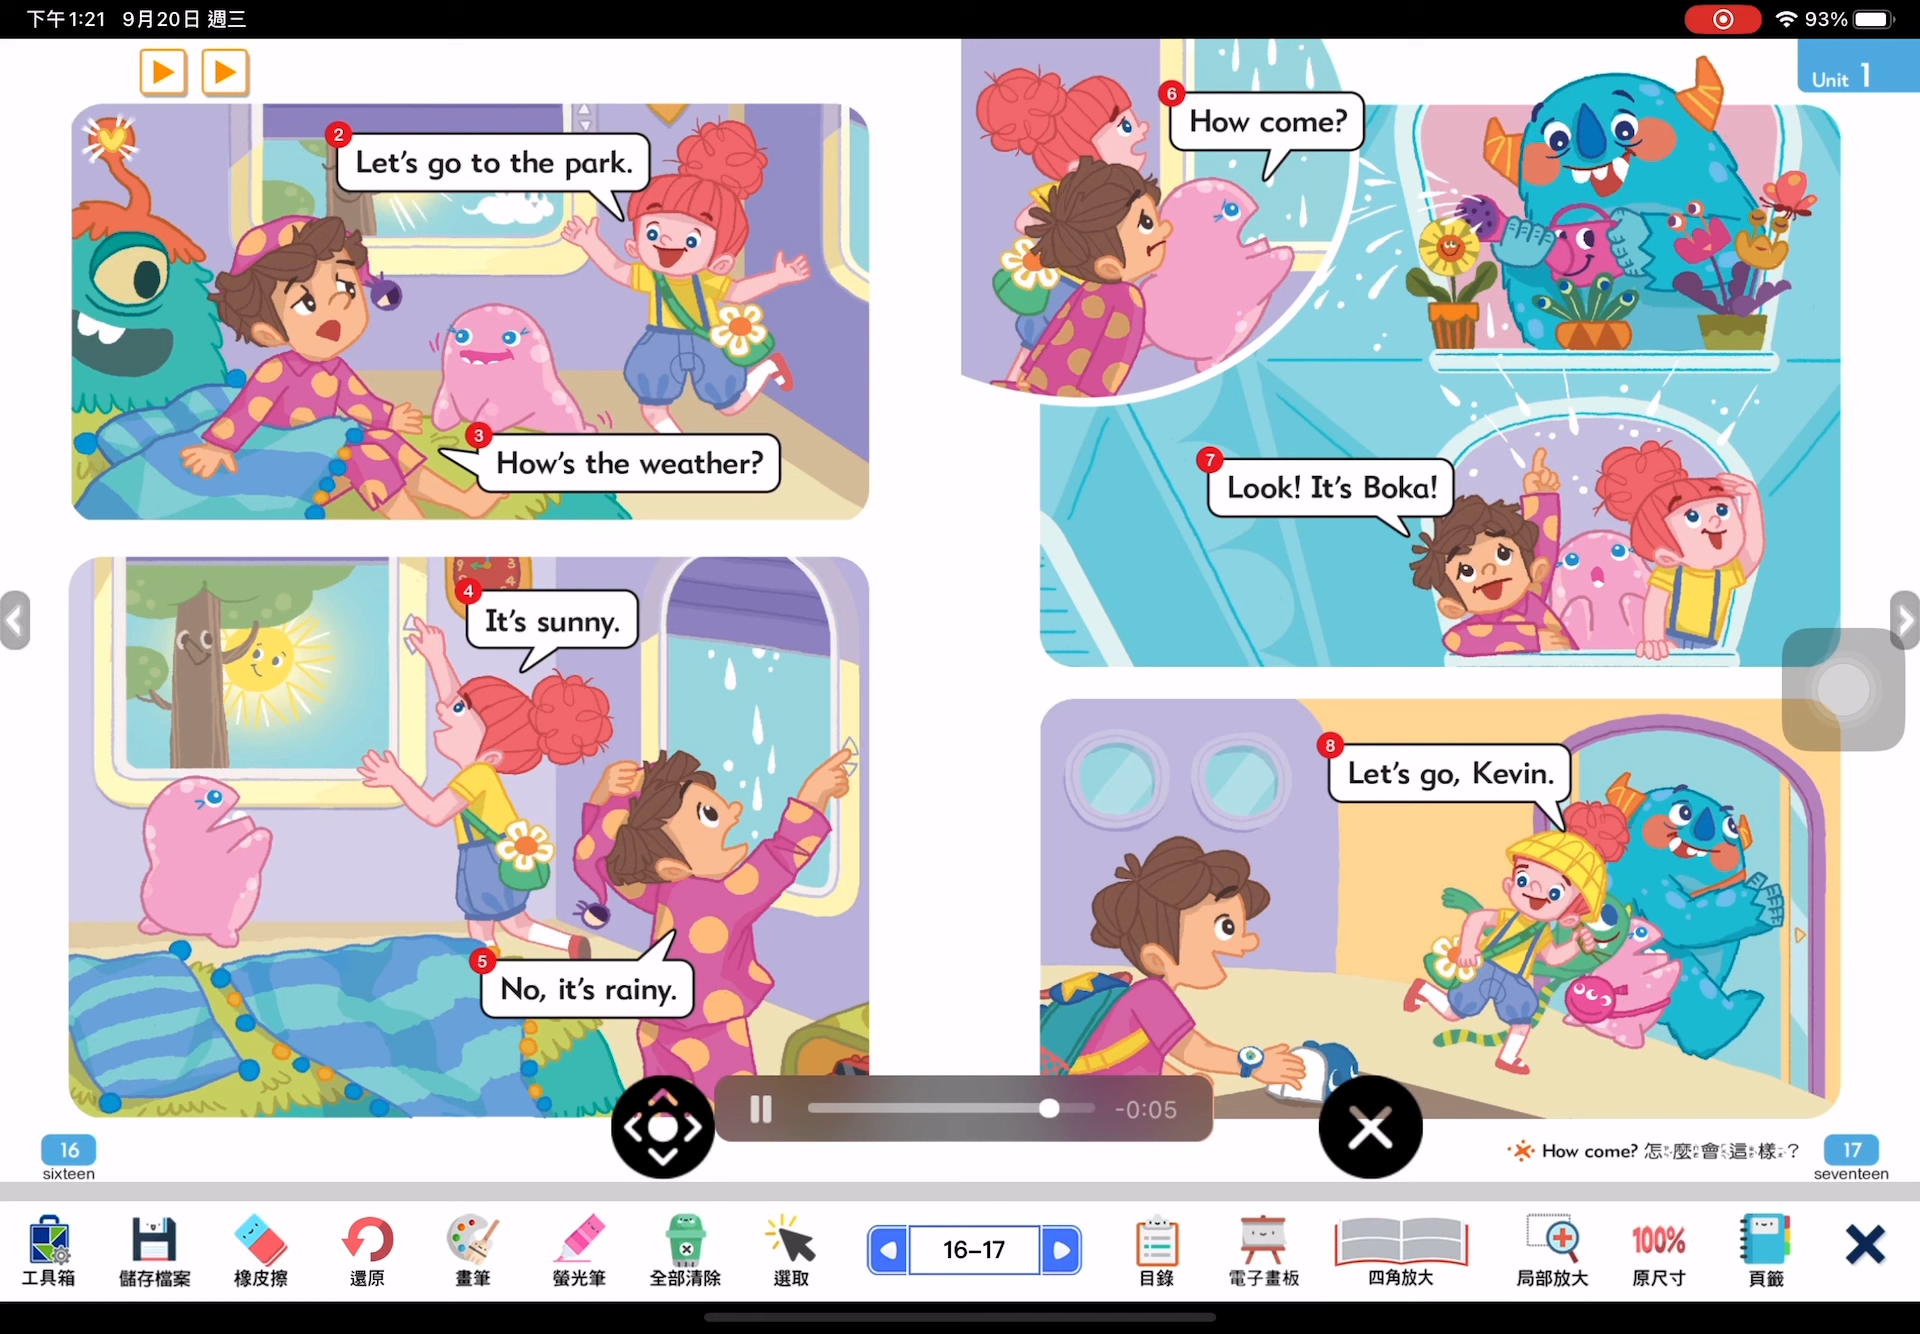 下午1:21 9月20日 週三
93%
Unit 1
2
Let's go to the park.
3
How's the weather?
9 3
4
4
It's sunny.
5
No, it's rainy.
6
How come?
7
Look! It's Boka!
8
Let's go, Kevin.
-0:05
16
sixteen
How come? 怎麼會這樣?
17
seventeen
工具箱
儲存檔案
橡皮擦
還原
畫筆
螢光筆
全部清除
選取
16–17
目錄
電子畫板
四角放大
局部放大
100%
原尺寸
頁籤